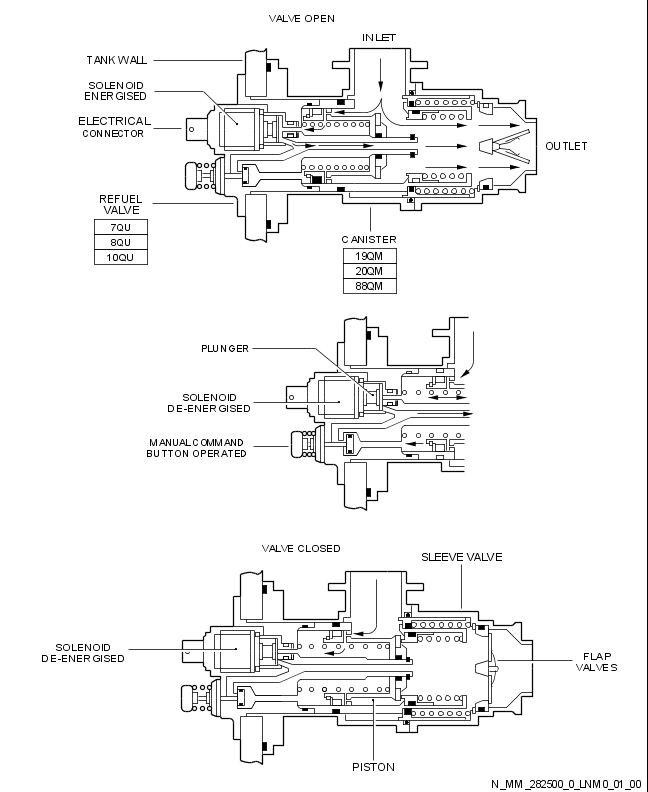 VALVE OPEN
INLET
TANK WALL
SOLENOID
ENERGISED
ELECTRICAL
CONNECTOR
OUTLET
REFUEL
VALVE
7QU
8QU
10QU
CANISTER
19QM
20QM
88QM
PLUNGER
SOLENOID
DE-ENERGISED
MANUAL COMMAND
BUTTON OPERATED
VALVE CLOSED
SLEEVE VALVE
SOLENOID
DE-ENERGISED
FLAP
VALVES
PISTON
N_MM_282500_0_LNM0_01_00